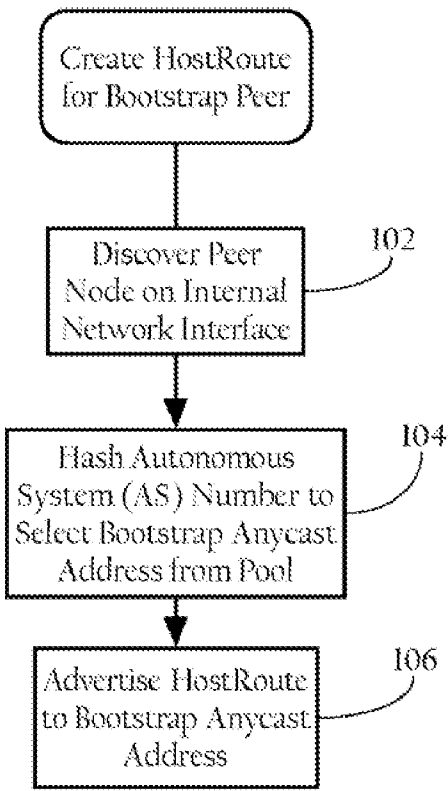 Create HostRoute
for Bootstrap Peer
Discover Peer
Node on Internal
Network Interface
102
Hash Autonomous
System (AS) Number to
Select Bootstrap Anycast
Address from Pool
104
Advertise HostRoute
to Bootstrap Anycast
Address
106